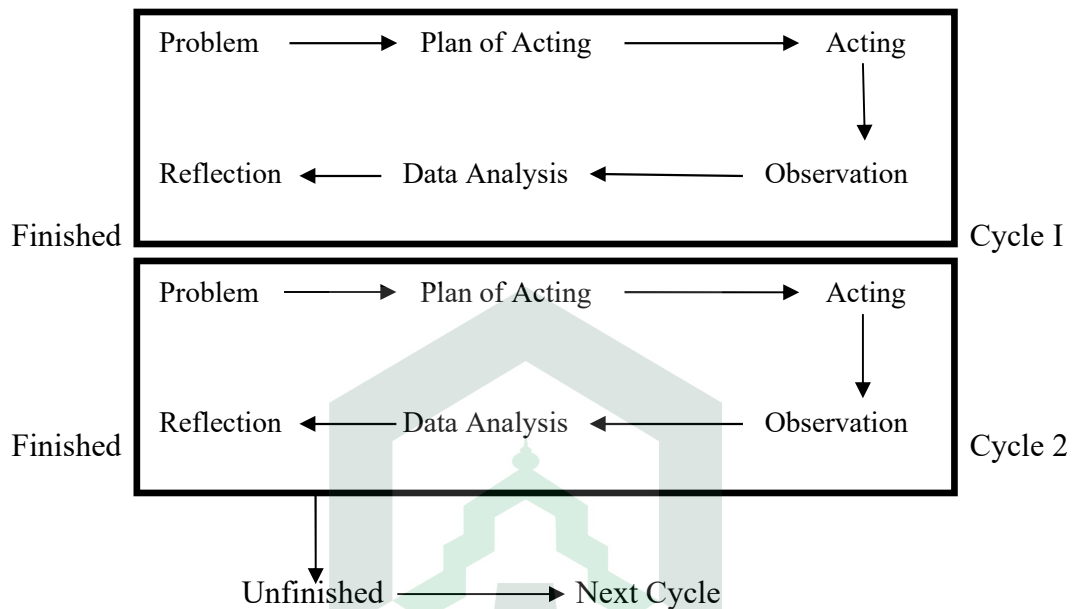 Problem Plan of Acting Acting
Reflection Data Analysis Observation
Finished Cycle I
Problem Plan of Acting Acting
Reflection Data Analysis Observation
Finished Cycle 2
Unfinished Next Cycle